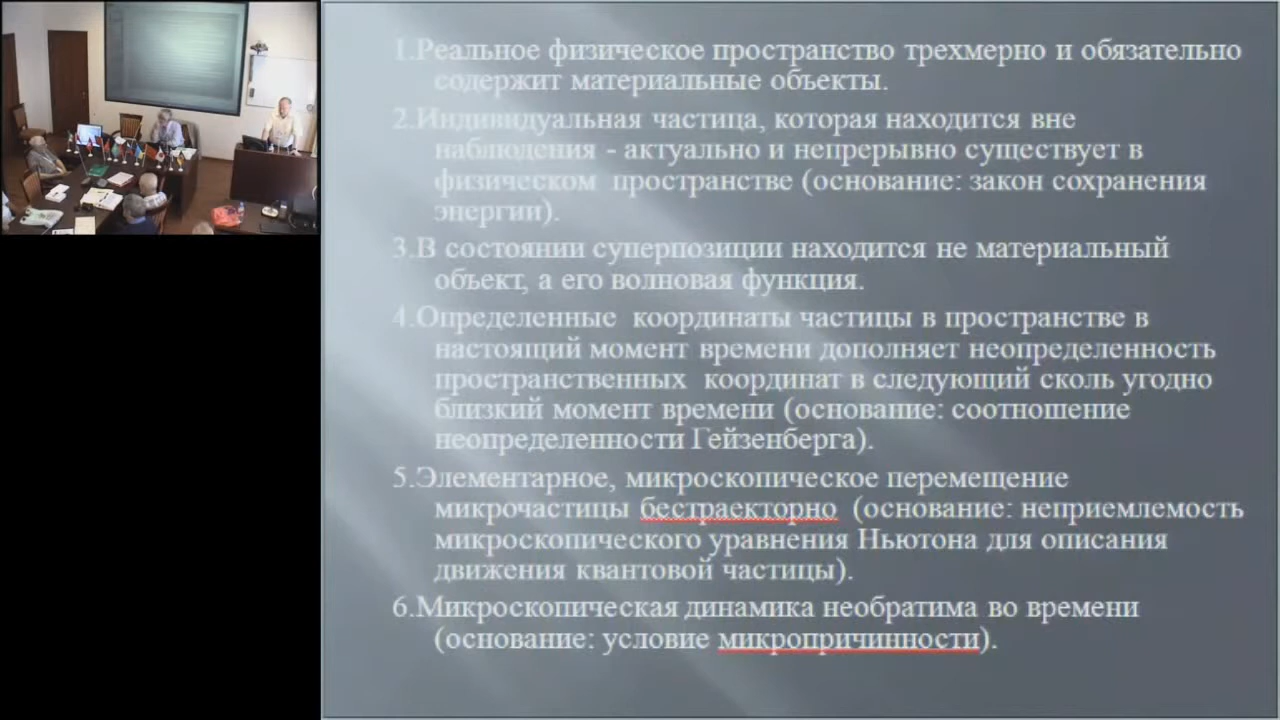 1.Реальное физическое пространство трехмерно и обязательно
содержит материальные объекты.
2.Индивидуальная частица, которая находится вне
наблюдения - актуально и непрерывно существует в
физическом пространстве (основание: закон сохранения
энергии).
3.В состоянии суперпозиции находится не материальный
объект, а его волновая функция.
4.Определенные координаты частицы в пространстве в
настоящий момент времени дополняет неопределенность
пространственных координат в следующий сколь угодно
близкий момент времени (основание: соотношение
неопределенности Гейзенберга).
5.Элементарное, микроскопическое перемещение
микрочастицы бестраекторно (основание: неприемлемость
микроскопического уравнения Ньютона для описания
движения квантовой частицы).
6.Микроскопическая динамика необратима во времени
(основание: условие микропричинности).